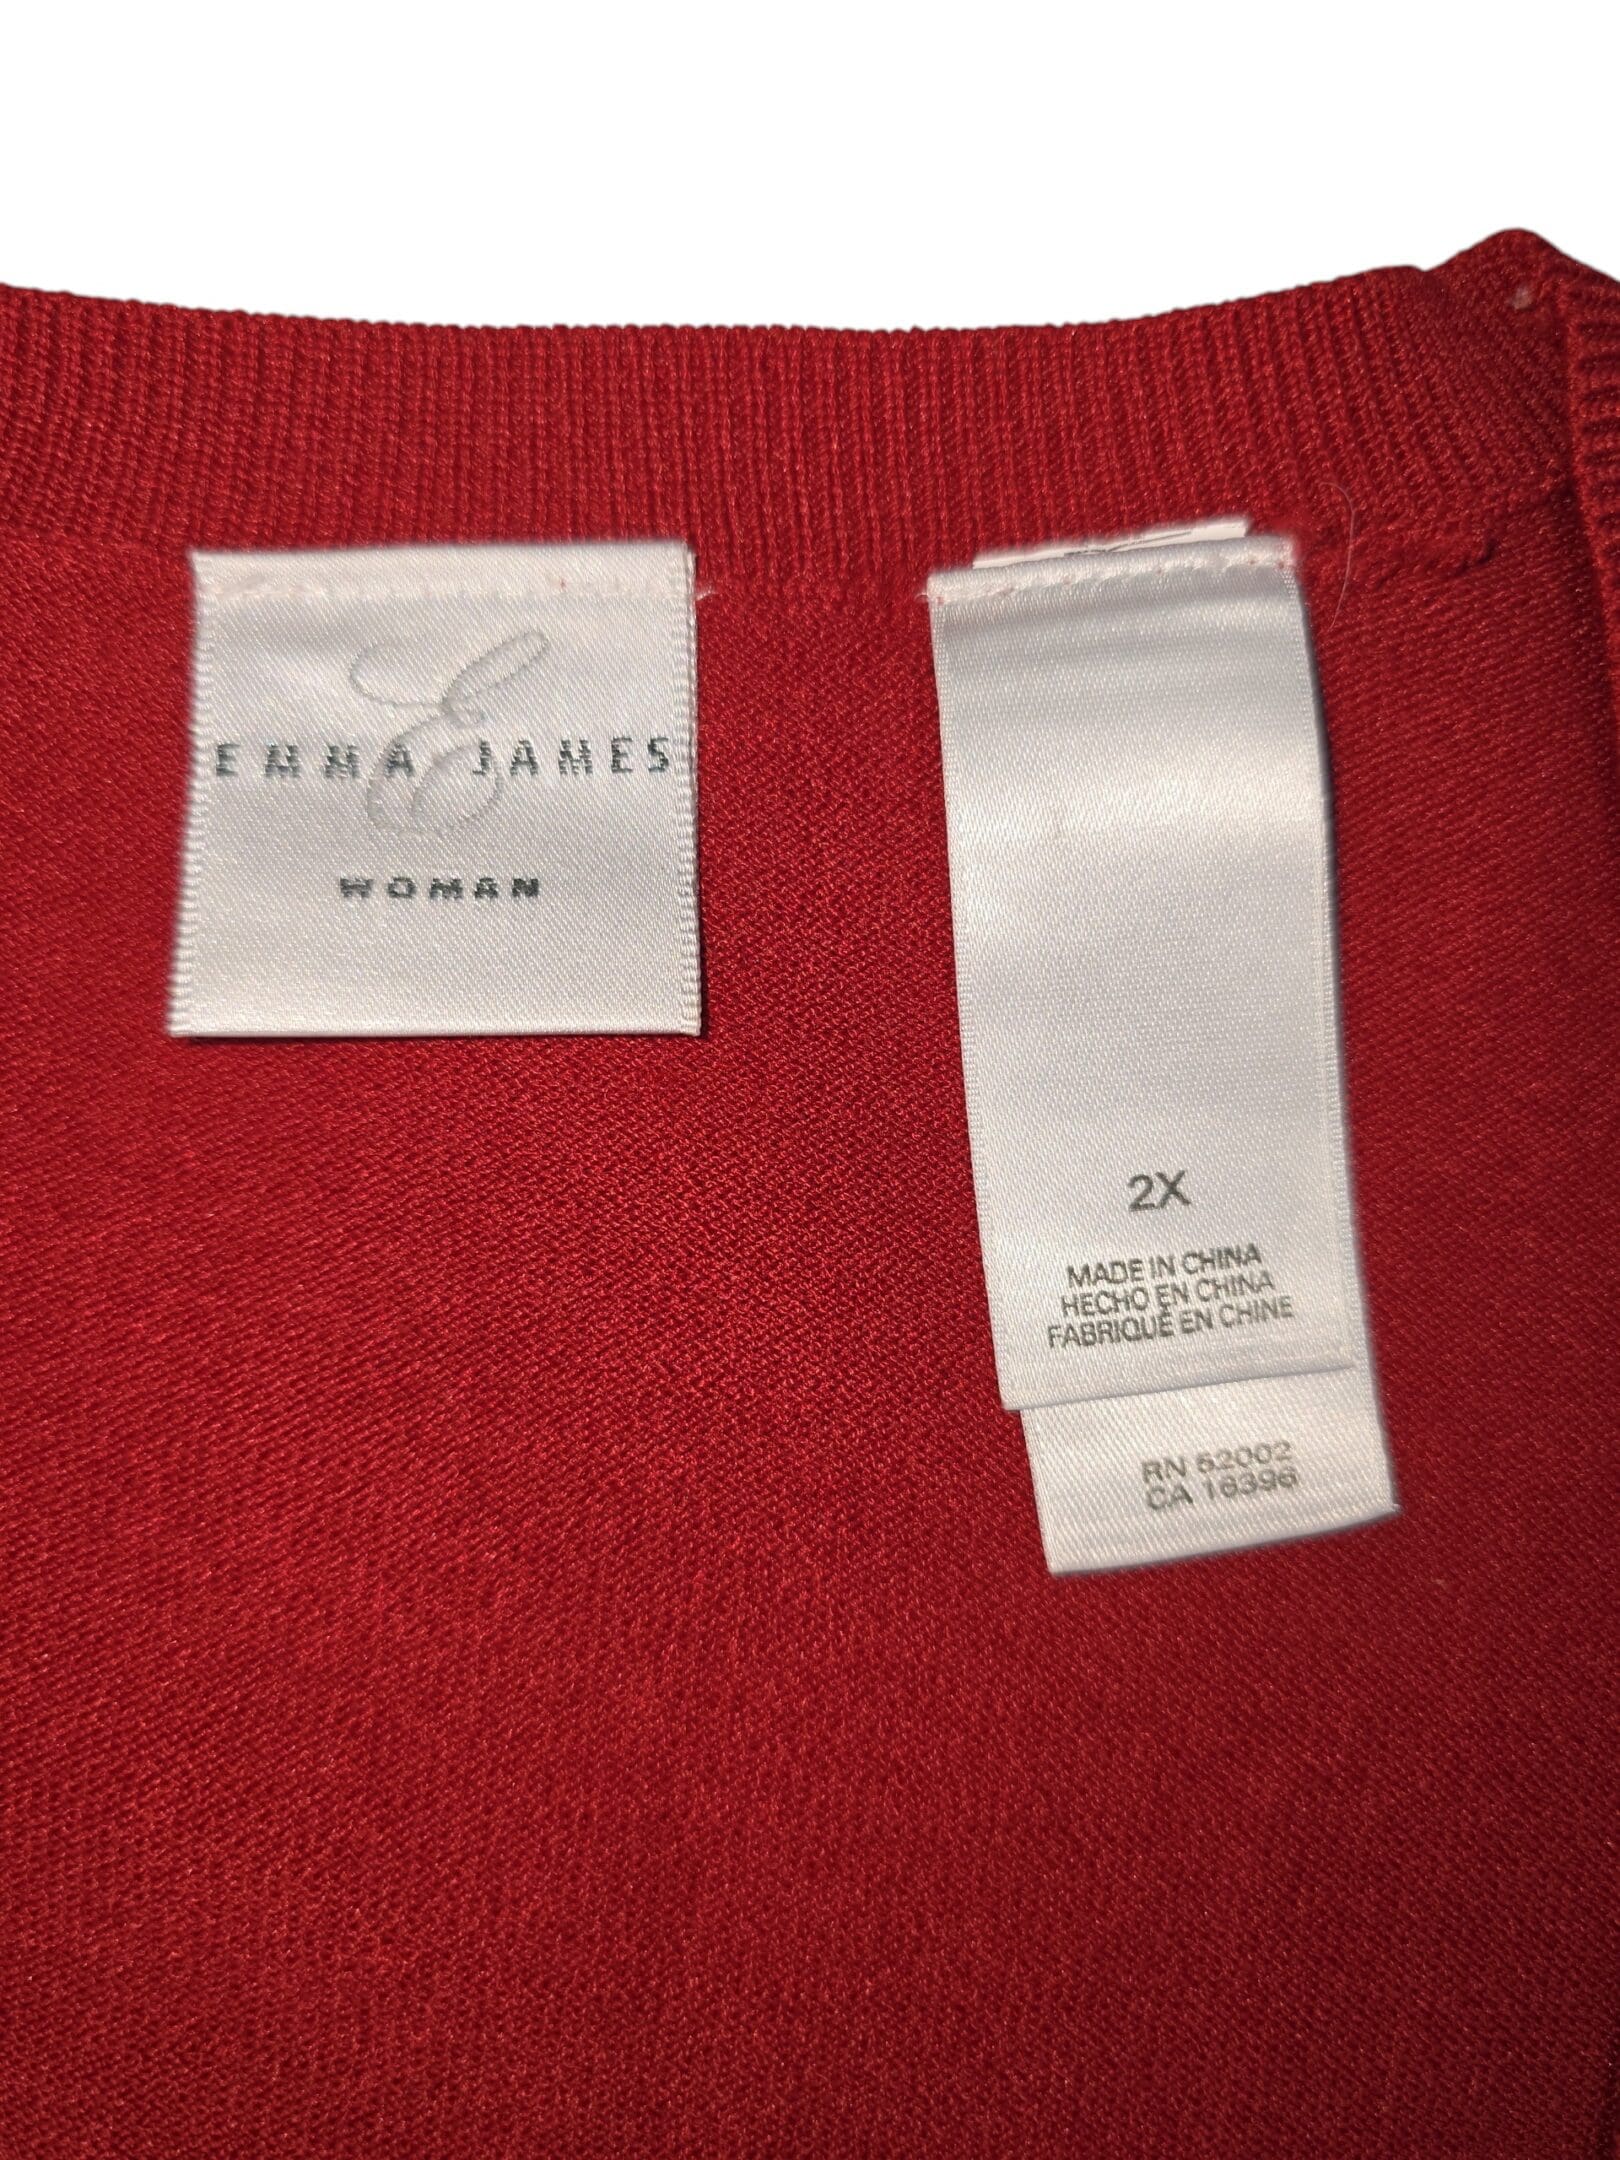 E
EMMA JAMES
WOMAN
2X
MADE IN CHINA
HECHO EN CHINA
FABRIQUÉ EN CHINE
RN 52002
CA 16396